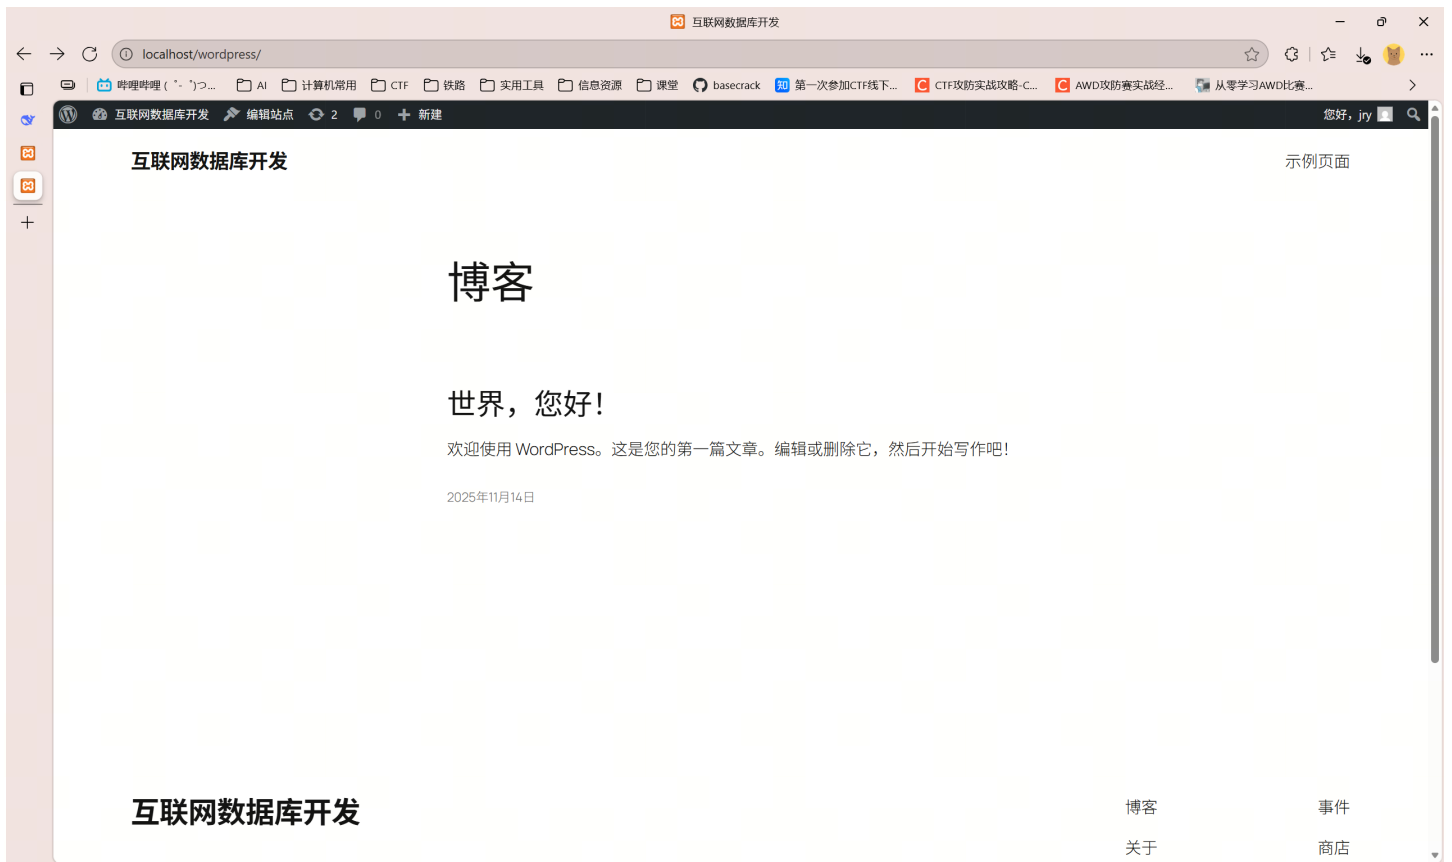 互联网数据库开发
localhost/wordpress/
哔哩哔哩 ( ゜- ゜)つ... AI 计算机常用 CTF 铁路 实用工具 信息资源 课堂 basecrack 知 第一次参加CTF线下... C CTF攻防实战攻略-C... C AWD攻防赛实战经... 从零学习AWD比赛...
互联网数据库开发 编辑站点 2 0 新建 您好，jry
互联网数据库开发 示例页面
博客
世界，您好！
欢迎使用 WordPress。这是您的第一篇文章。编辑或删除它，然后开始写作吧！
2025年11月14日
互联网数据库开发 博客 事件
关于 商店